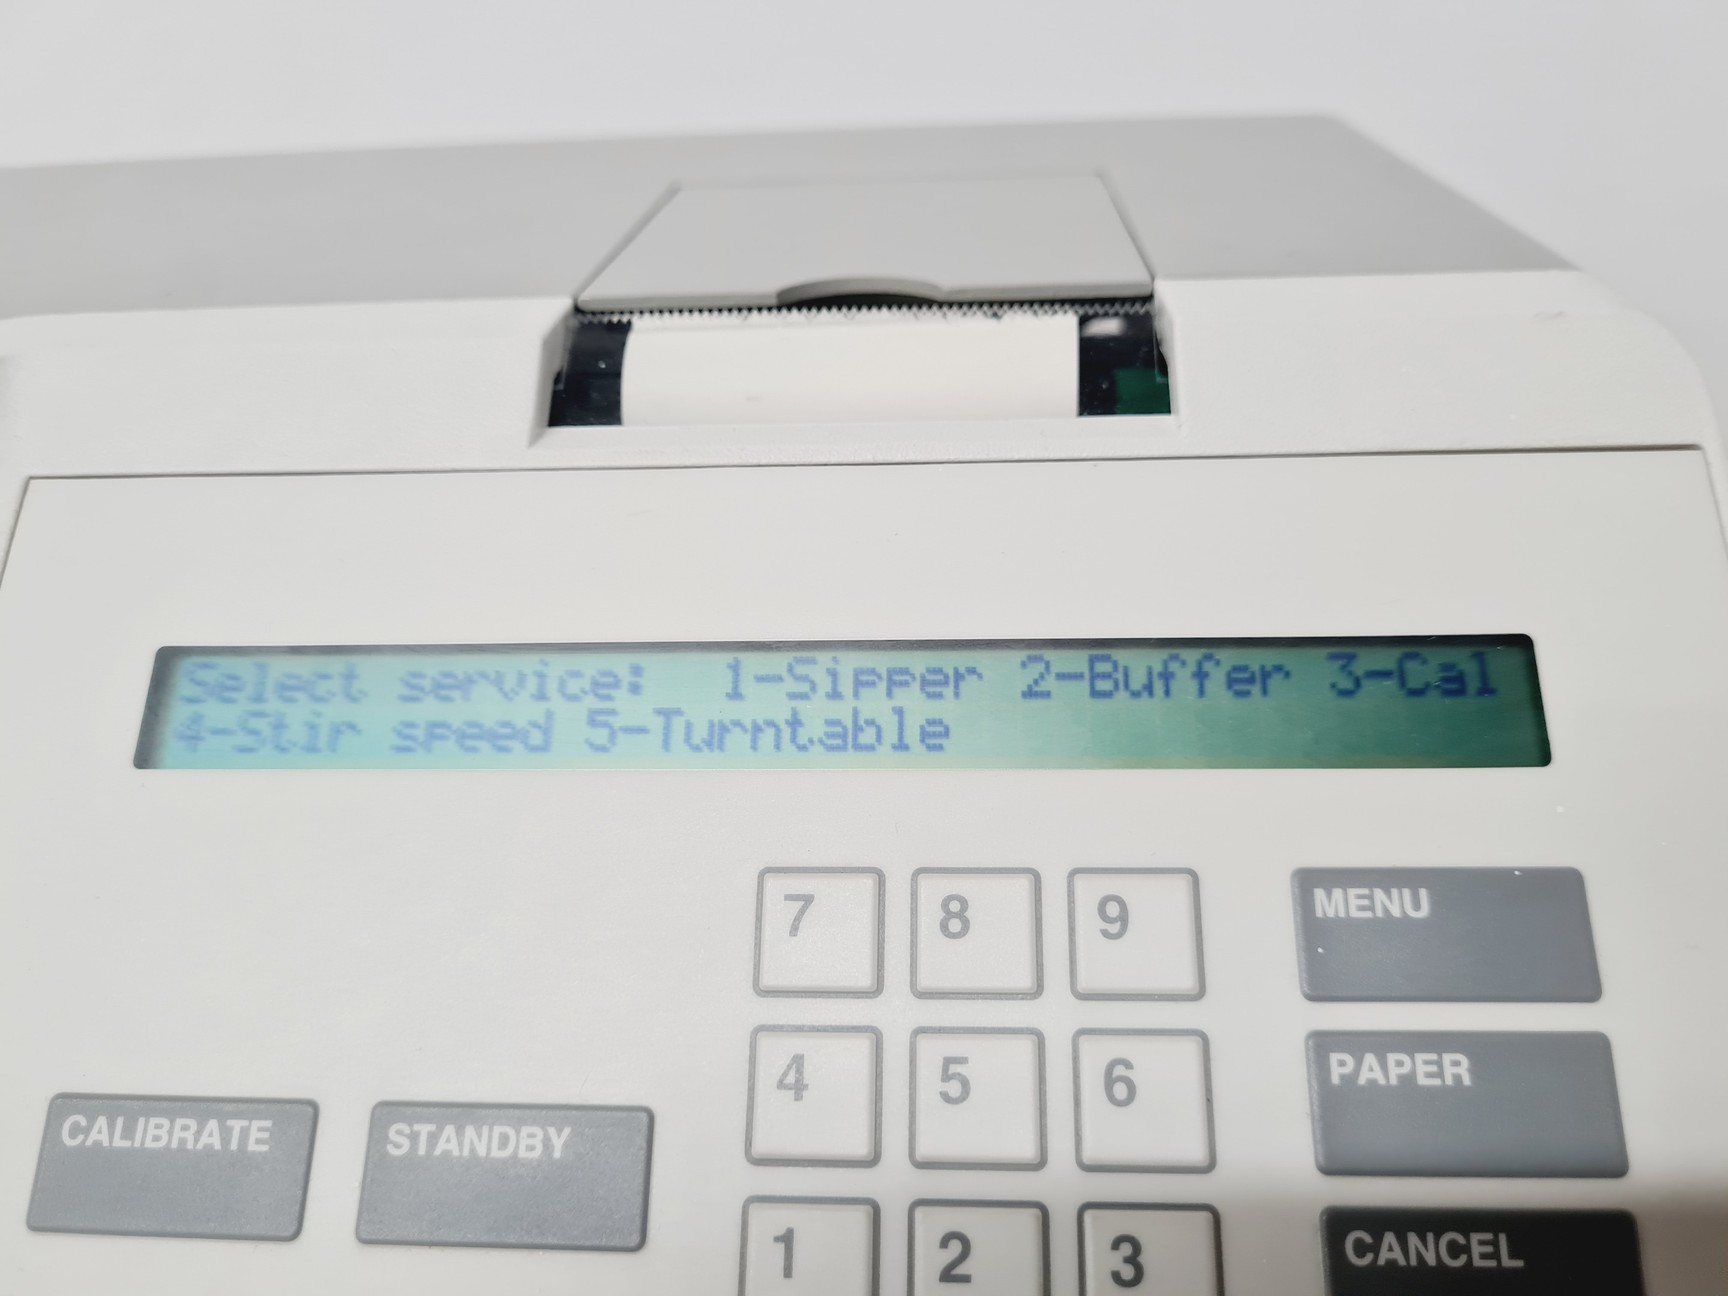 Select service: 1-Sipper 2-Buffer 3-Cal
4-Stir speed 5-Turntable
7 8 9 MENU
4 5 6 PAPER
CALIBRATE STANDBY
1 2 3 CANCEL